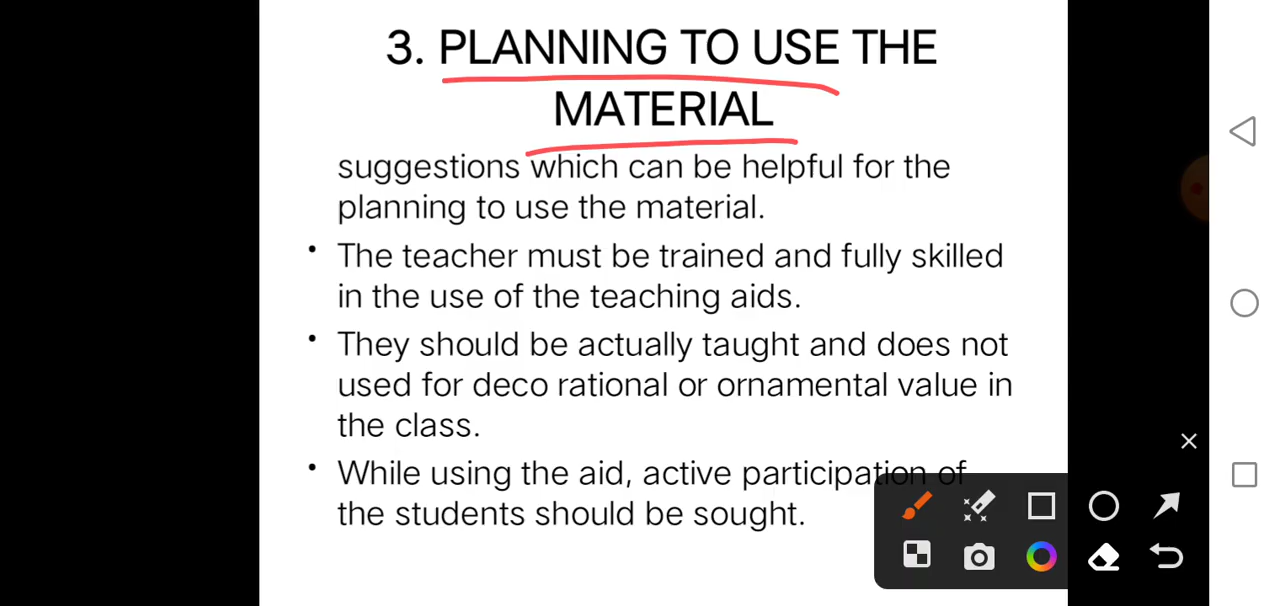 3. PLANNING TO USE THE
MATERIAL
suggestions which can be helpful for the
planning to use the material.
• The teacher must be trained and fully skilled
in the use of the teaching aids.
• They should be actually taught and does not
used for deco rational or ornamental value in
the class.
• While using the aid, active participation of
the students should be sought.